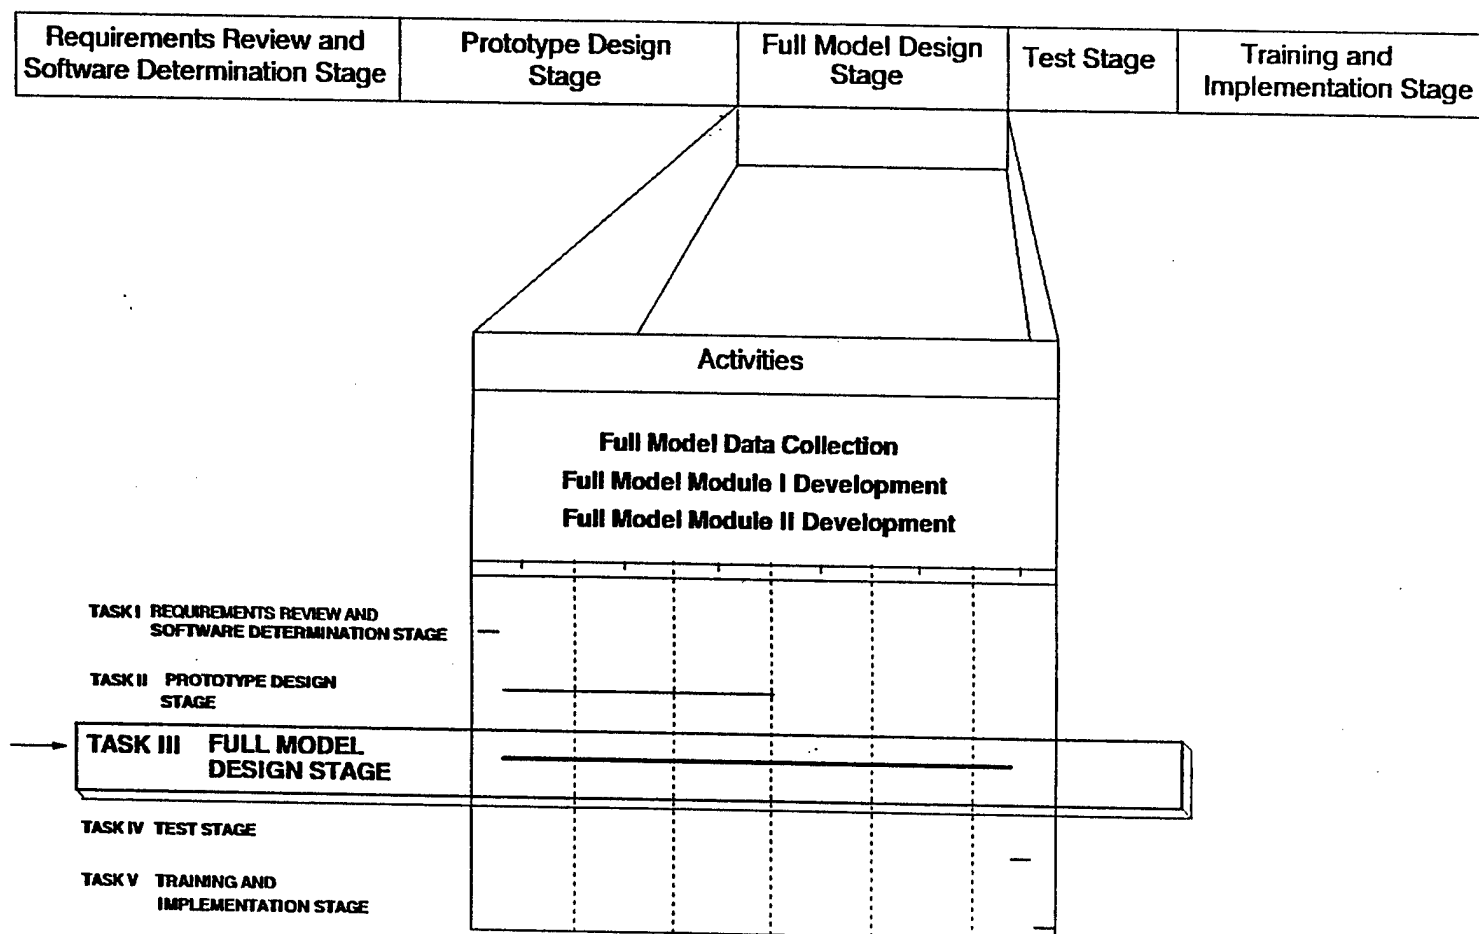 Requirements Review and
Software Determination Stage
Prototype Design
Stage
Full Model Design
Stage
Test Stage
Training and
Implementation Stage
Activities
Full Model Data Collection
Full Model Module I Development
Full Model Module II Development
TASK I REQUIREMENTS REVIEW AND
SOFTWARE DETERMINATION STAGE
TASK II PROTOTYPE DESIGN
STAGE
TASK III FULL MODEL
DESIGN STAGE
TASK IV TEST STAGE
TASK V TRAINING AND
IMPLEMENTATION STAGE